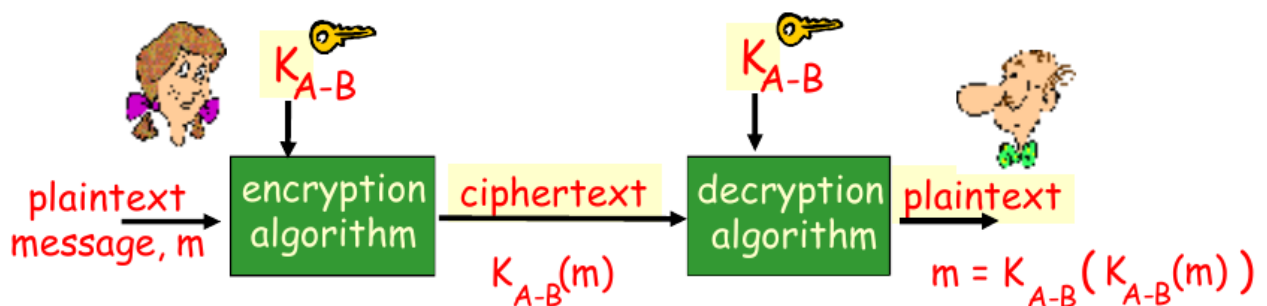 K A-B
K A-B
plaintext
message, m
encryption
algorithm
ciphertext
K A-B (m)
decryption
algorithm
plaintext
m = K A-B ( K A-B (m) )